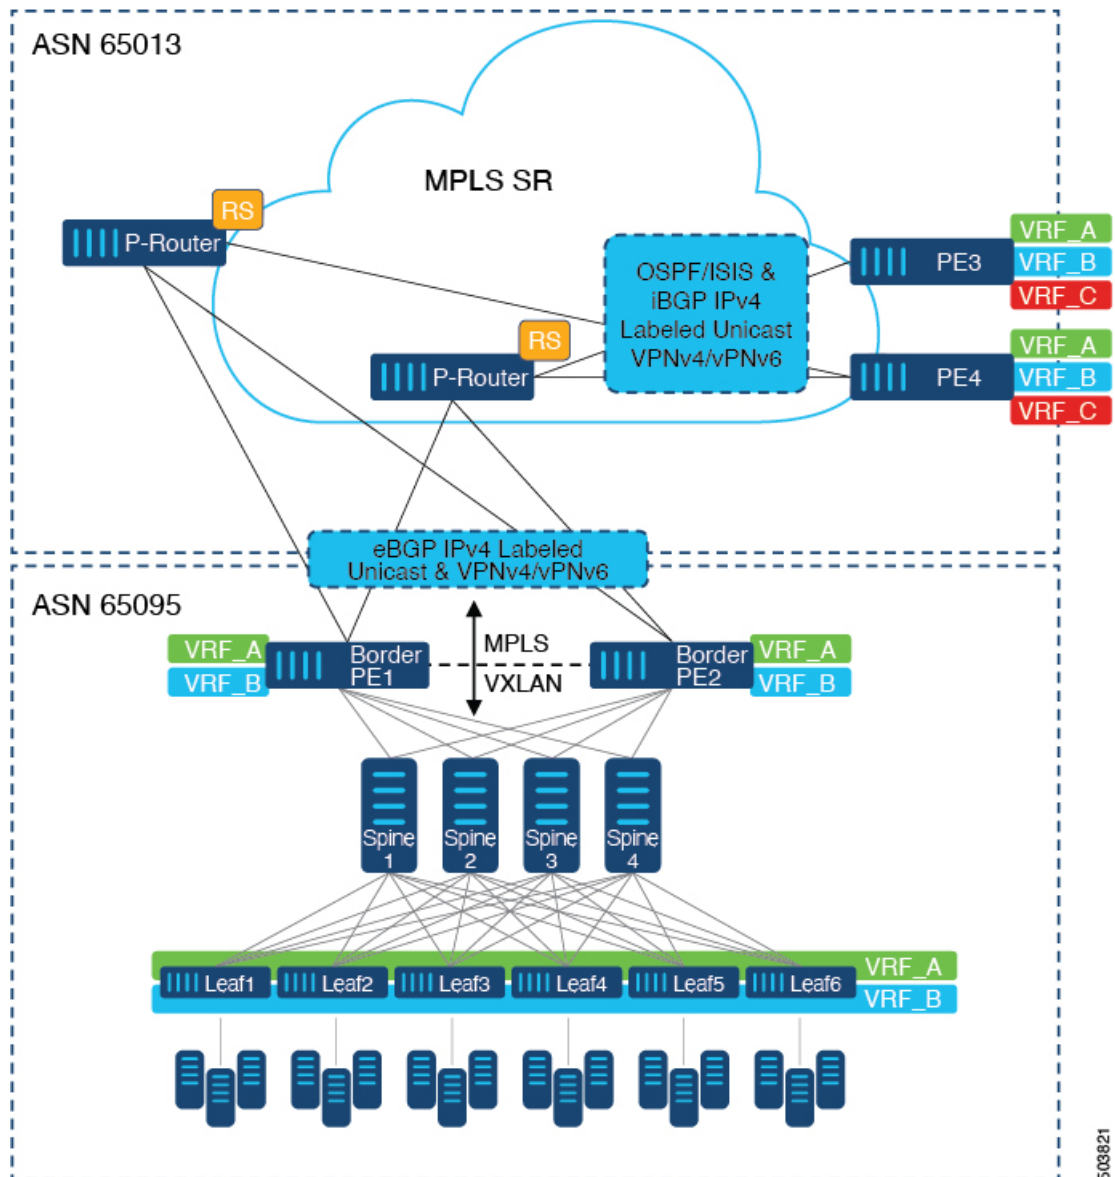 ASN 65013
MPLS SR
RS
P-Router
OSPF/ISIS &
iBGP IPv4
Labeled Unicast
VPNv4/vPNv6
PE3
VRF_A
VRF_B
VRF_C
RS
P-Router
PE4
VRF_A
VRF_B
VRF_C
eBGP IPv4 Labeled
Unicast & VPNv4/vPNv6
ASN 65095
VRF_A
VRF_B
Border
PE1
MPLS
VXLAN
Border
PE2
VRF_A
VRF_B
Spine
1
Spine
2
Spine
3
Spine
4
Leaf1
Leaf2
Leaf3
Leaf4
Leaf5
Leaf6
VRF_A
VRF_B
503821